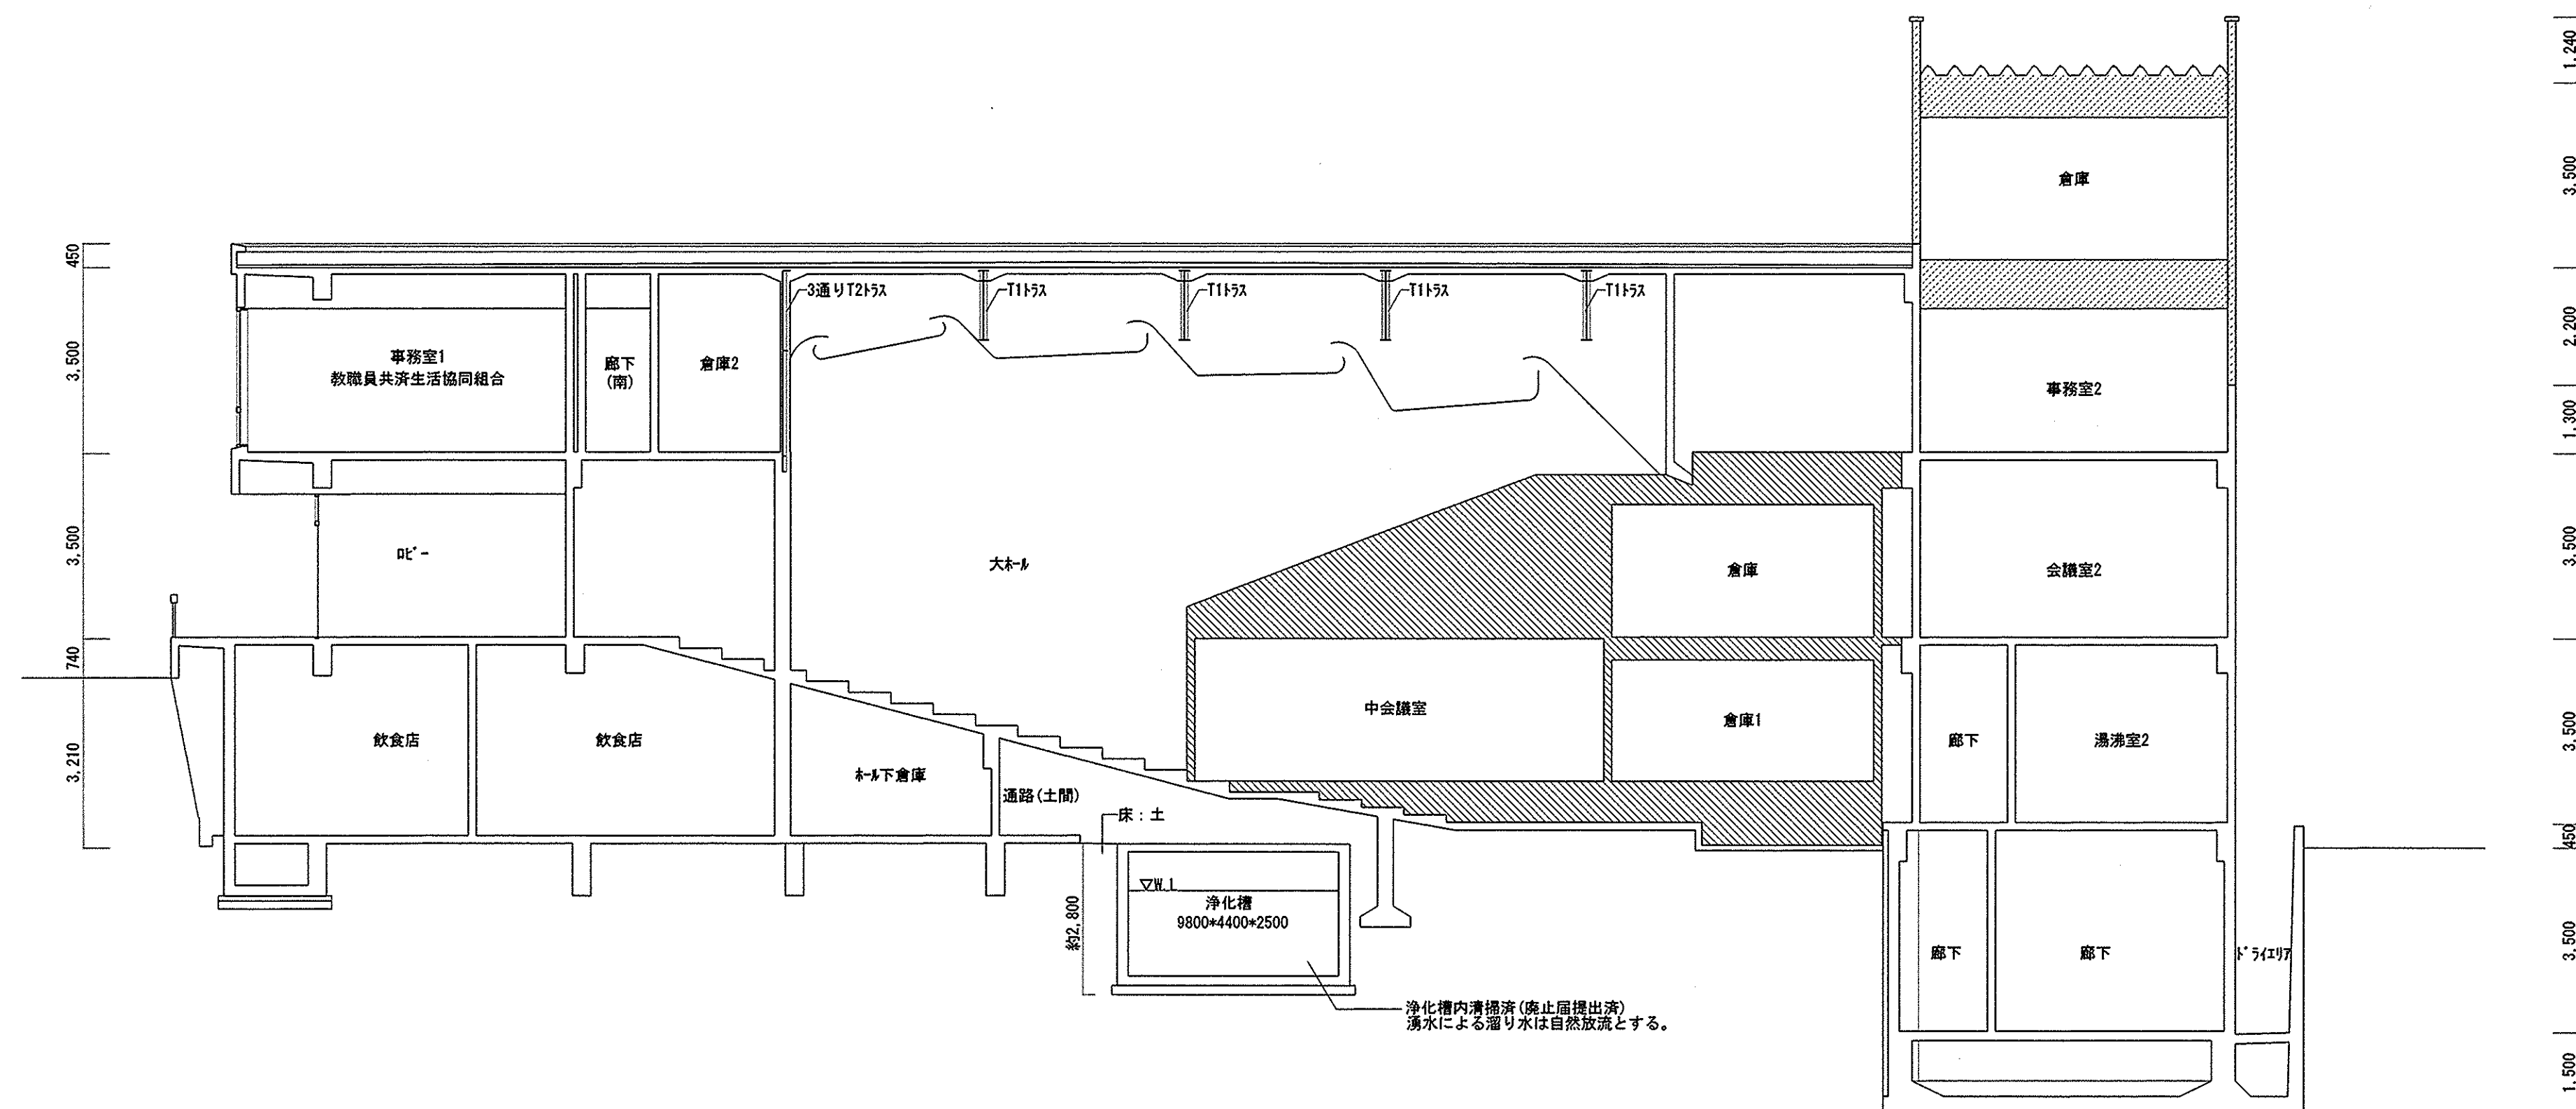 1,240
3,500
倉庫
450
3通りT2トラス
T1トラス
T1トラス
T1トラス
T1トラス
2,200
3,500
事務室1
教職員共済生活協同組合
廊下
(南)
倉庫2
事務室2
1,300
3,500
ロビー
大ホール
倉庫
会議室2
3,500
740
中会議室
倉庫1
3,210
飲食店
飲食店
ホール下倉庫
通路(土間)
床:土
廊下
湯沸室2
3,500
450
▽W.L
浄化槽
9800*4400*2500
約2,800
廊下
廊下
ドライエリア
3,500
浄化槽内清掃済(廃止届提出済)
湧水による溜り水は自然放流とする。
1,500